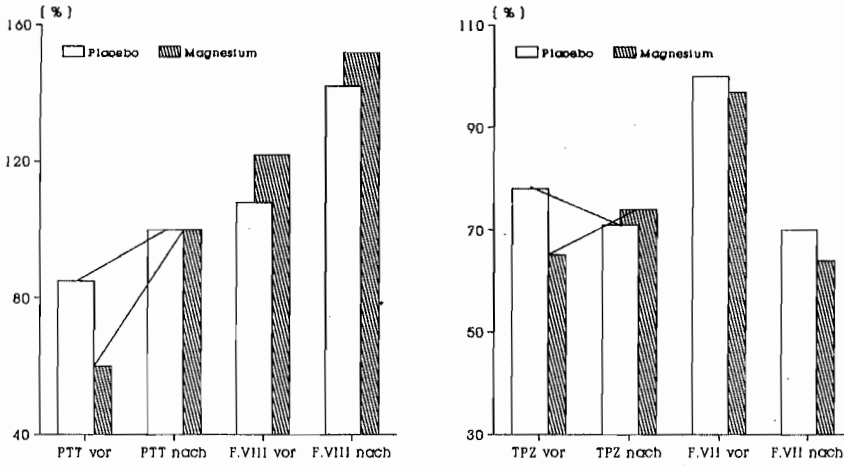 [ % ]
160
Placebo Magnesium
120
80
40
PTT vor PTT nach F.VIII vor F.VIII nach
[ % ]
110
Placebo Magnesium
90
70
50
30
TPZ vor TPZ nach F.VII vor F.VII nach